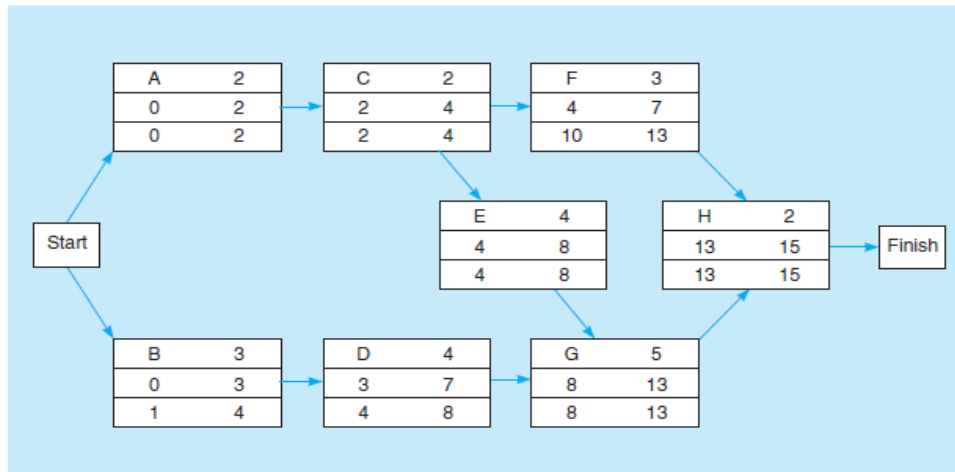 A 2 C 2 F 3
0 2 2 4 4 7
0 2 2 4 10 13
E 4 H 2
Start 4 8 13 15 Finish
4 8 13 15
B 3 D 4 G 5
0 3 3 7 8 13
1 4 4 8 8 13